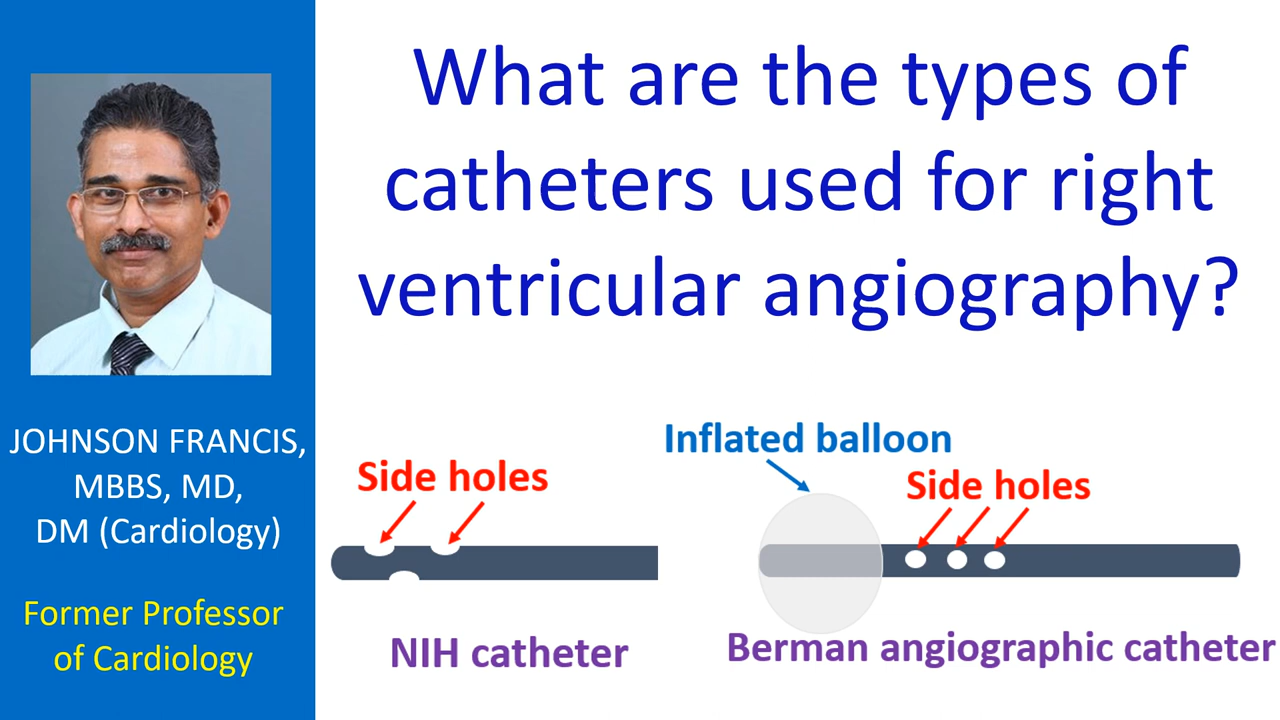 What are the types of
catheters used for right
ventricular angiography?
JOHNSON FRANCIS,
MBBS, MD,
DM (Cardiology)
Former Professor
of Cardiology
Side holes
NIH catheter
Inflated balloon
Side holes
Berman angiographic catheter